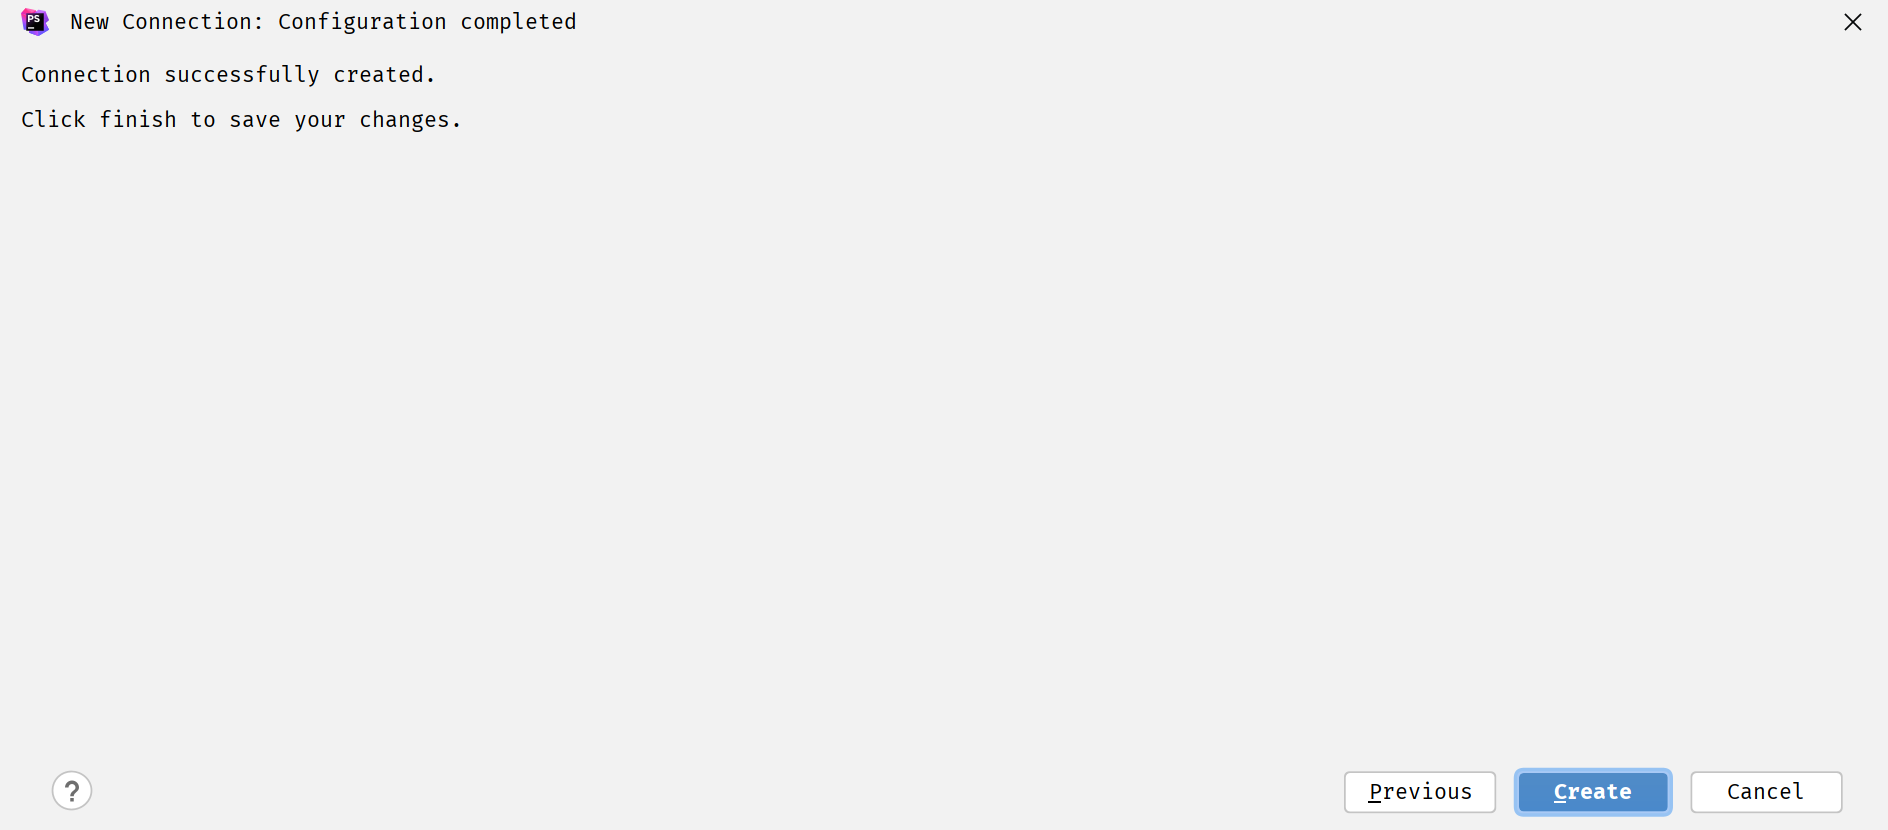 PS
New Connection: Configuration completed
Connection successfully created.
Click finish to save your changes.
?
Previous
Create
Cancel